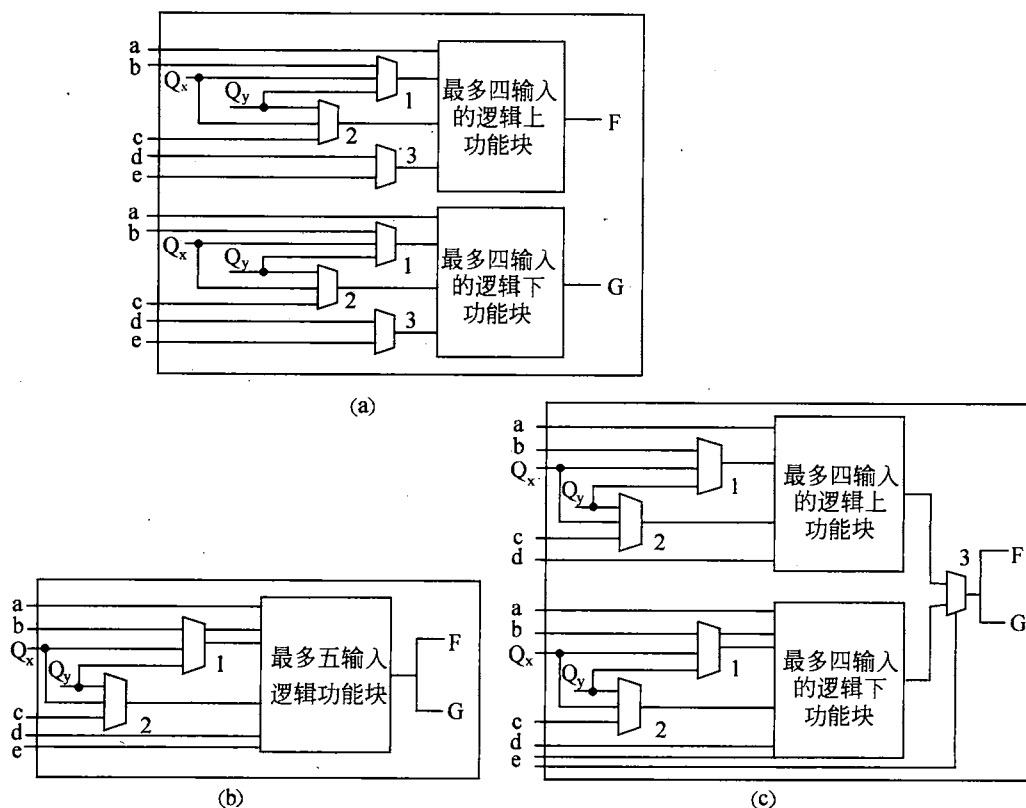 a
b
Qx
Qy
1
2
c
d
3
e
最多四输入
的逻辑上
功能块
F
a
b
Qx
Qy
1
2
c
d
3
e
最多四输入
的逻辑下
功能块
G
(a)
a
b
Qx
Qy
1
2
c
d
e
最多五输入
逻辑功能块
F
G
(b)
a
b
Qx
Qy
1
2
c
d
最多四输入
的逻辑上
功能块
a
b
Qx
Qy
1
2
c
d
e
最多四输入
的逻辑下
功能块
3
F
G
(c)